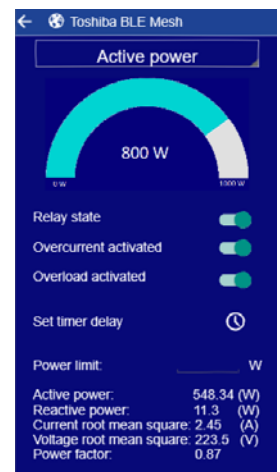 Toshiba BLE Mesh
Active power
800 W
0 W 1000 W
Relay state
Overcurrent activated
Overload activated
Set timer delay
Power limit: W
Active power: 548.34 (W)
Reactive power: 11.3 (W)
Current root mean square: 2.45 (A)
Voltage root mean square: 223.5 (V)
Power factor: 0.87